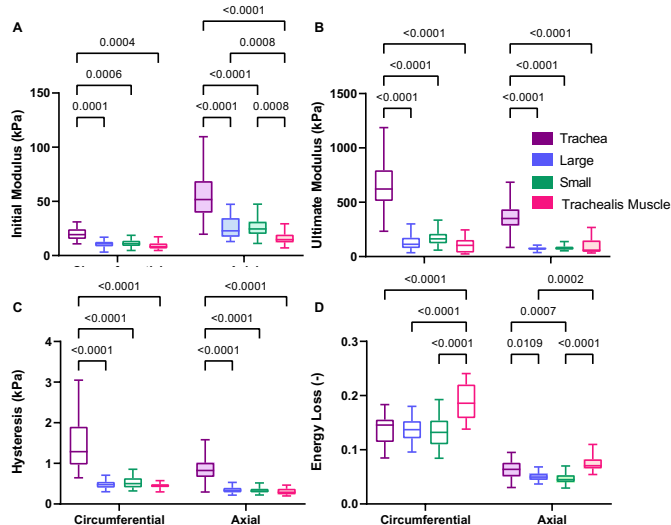 A
<0.0001
0.0004
<0.0001
0.0008
0.0006
0.0001
<0.0001
0.0008
Initial Modulus (kPa)
150
100
50
0
Circumferential
Axial
B
<0.0001
<0.0001
<0.0001
<0.0001
<0.0001
<0.0001
Ultimate Modulus (kPa)
1500
1000
500
0
Trachea
Large
Small
Trachealis Muscle
C
<0.0001
<0.0001
<0.0001
<0.0001
<0.0001
<0.0001
Hysteresis (kPa)
4
3
2
1
0
Circumferential
Axial
D
<0.0001
0.0002
<0.0001
0.0007
<0.0001
0.0109
<0.0001
Energy Loss (-)
0.3
0.2
0.1
0.0
Circumferential
Axial